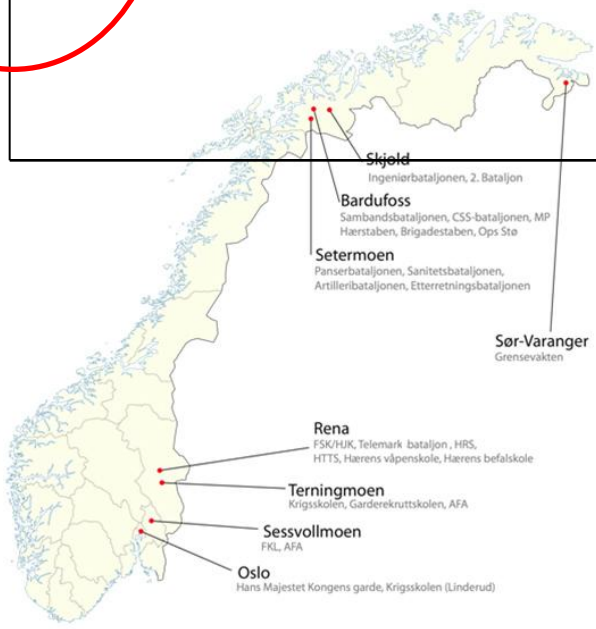 Skjold
Ingeniørbataljonen, 2. Bataljon
Bardufoss
Sambandsbataljonen, CSS-bataljonen, MP
Hærstaben, Brigadestaben, Ops Stø
Setermoen
Panserbataljonen, Sanitetsbataljonen,
Artilleribataljonen, Etterretningsbataljonen
Sør-Varanger
Grensevakten
Rena
FSK/HJK, Telemark bataljon , HRS,
HTTS, Hærens våpenskole, Hærens befalskole
Terningmoen
Krigsskolen, Garderekruttskolen, AFA
Sessvollmoen
FKL, AFA
Oslo
Hans Majestet Kongens garde, Krigsskolen (Linderud)